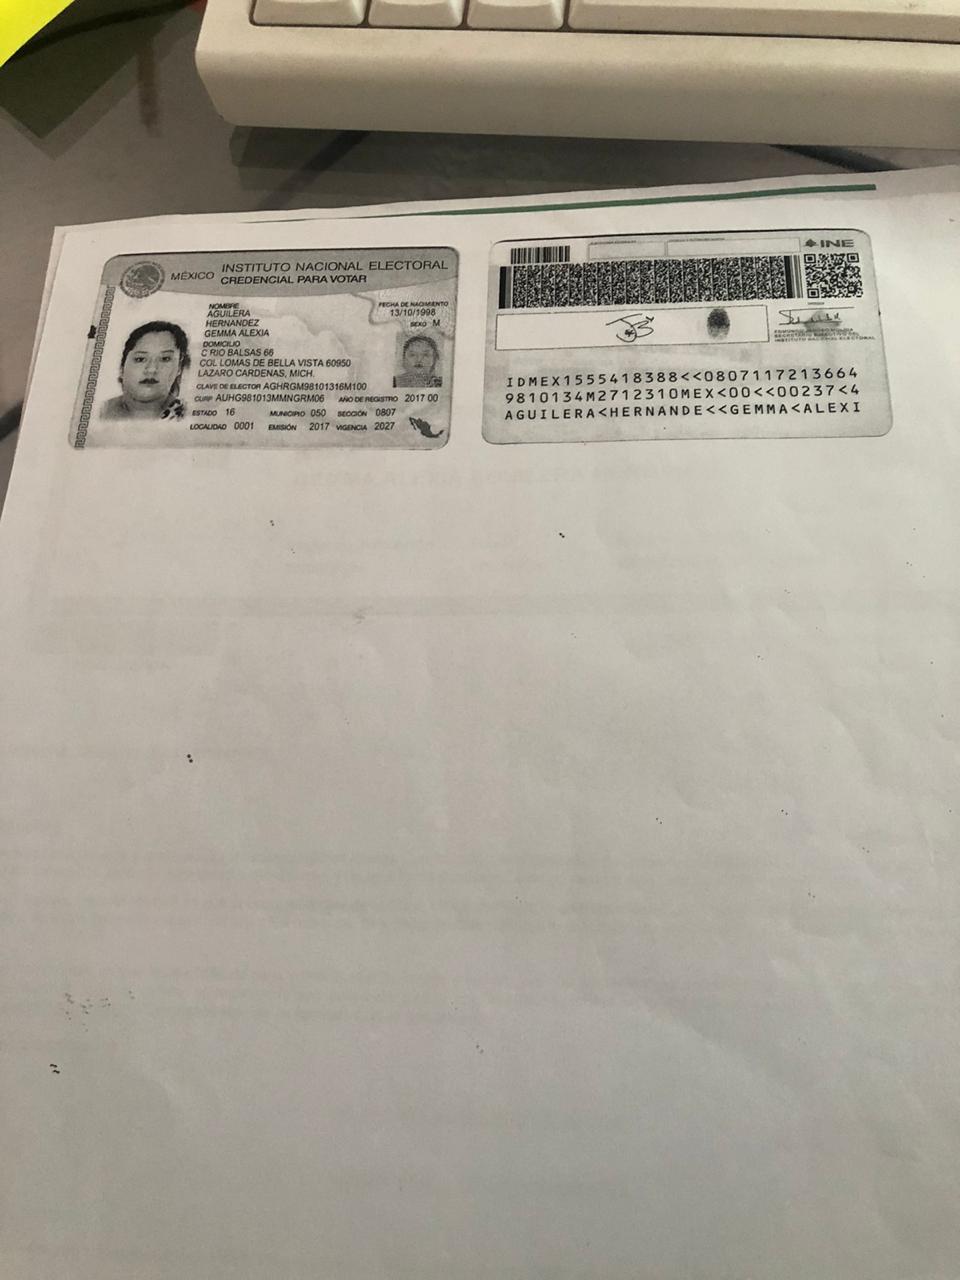 MÉXICO INSTITUTO NACIONAL ELECTORAL
CREDENCIAL PARA VOTAR
NOMBRE
AGUILERA
HERNANDEZ
GEMMA ALEXIA
FECHA DE NACIMIENTO
13/10/1998
SEXO M
DOMICILIO
C RIO BALSAS 66
COL LOMAS DE BELLA VISTA 60950
LAZARO CARDENAS, MICH.
CLAVE DE ELECTOR AGHRGM98101316M100
CURP AUHG981013MMNGRM06 AÑO DE REGISTRO 2017 00
ESTADO 16 MUNICIPIO 050 SECCIÓN 0807
LOCALIDAD 0001 EMISIÓN 2017 VIGENCIA 2027
INE
EDMUNDO JACOBO MOLINA
SECRETARIO EJECUTIVO DEL
INSTITUTO NACIONAL ELECTORAL
IDMEX1555418388<<0807117213664
9810134M2712310MEX<00<<00237<4
AGUILERA<HERNANDE<<GEMMA<ALEXI